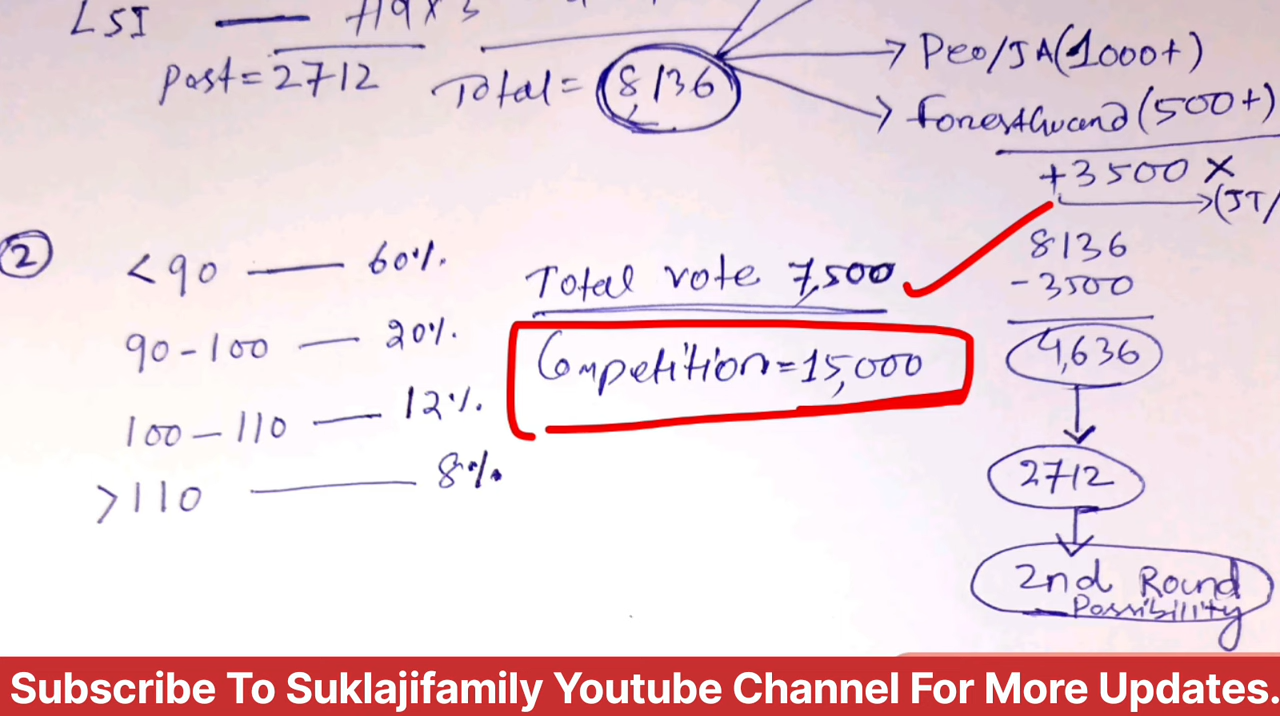 LSI — 719 x 3
Post = 2712
Total = 8136
→ Peo/JA(1000+)
→ ForestGuard (500+)
+3500 X
→(JT/
8136
- 3500
4,636
2712
2nd Round
Possibility
②
<90 — 60%.
90-100 — 20%.
100-110 — 12%.
>110 — 8%.
Total vote 7,500
Competition = 15,000
Subscribe To Suklajifamily Youtube Channel For More Updates.